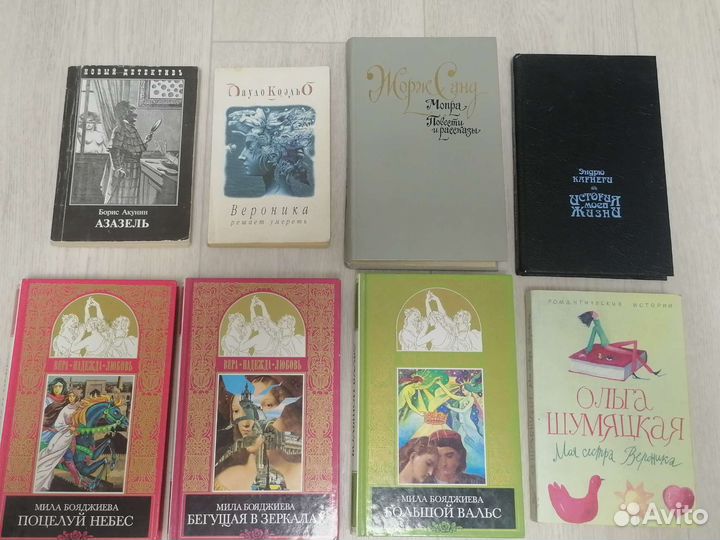 НОВЫЙ ДЕТЕКТИВЪ
Борис Акунин
АЗАЗЕЛЬ
Пауло Коэльо
Вероника
решает умереть
Жорж Санд
Мопра
Повести
и рассказы
ЭНДРЮ
КАРНЕГИ
ИСТОРИЯ
МОЕЙ
ЖИЗНИ
ВЕРА·НАДЕЖДА·ЛЮБОВЬ
МИЛА БОЯДЖИЕВА
ПОЦЕЛУЙ НЕБЕС
ВЕРА·НАДЕЖДА·ЛЮБОВЬ
МИЛА БОЯДЖИЕВА
БЕГУЩАЯ В ЗЕРКАЛАХ
МИЛА БОЯДЖИЕВА
БОЛЬШОЙ ВАЛЬС
РОМАНТИЧЕСКИЕ ИСТОРИИ
ОЛЬГА
ШУМЯЦКАЯ
Моя сестра Вероника
Avito